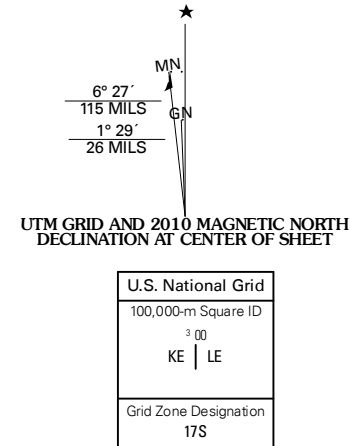 ★
M.N.
6° 27´
115 MILS
GN
1° 29´
26 MILS
UTM GRID AND 2010 MAGNETIC NORTH
DECLINATION AT CENTER OF SHEET
U.S. National Grid
100,000-m Square ID
³ 00
KE | LE
Grid Zone Designation
17S